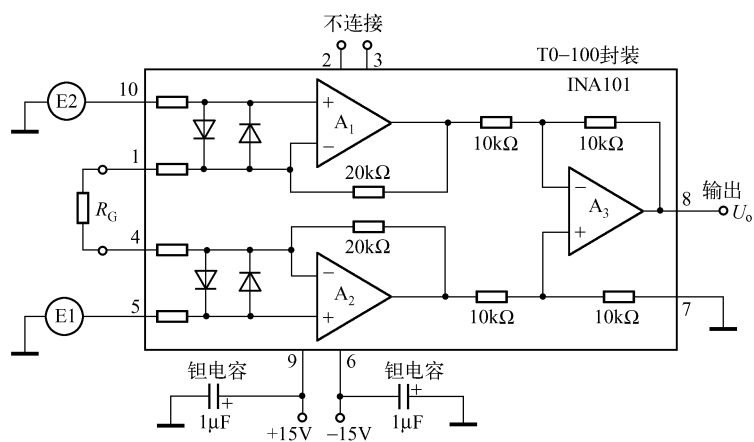 不连接
2
3
T0-100封装
INA101
E2
10
+
A₁
−
10kΩ
10kΩ
1
20kΩ
R_G
−
A₃
+
8
输出
Uₒ
4
20kΩ
−
A₂
+
E1
5
10kΩ
10kΩ
7
9
6
钽电容
+
1μF
钽电容
+
1μF
+15V
−15V